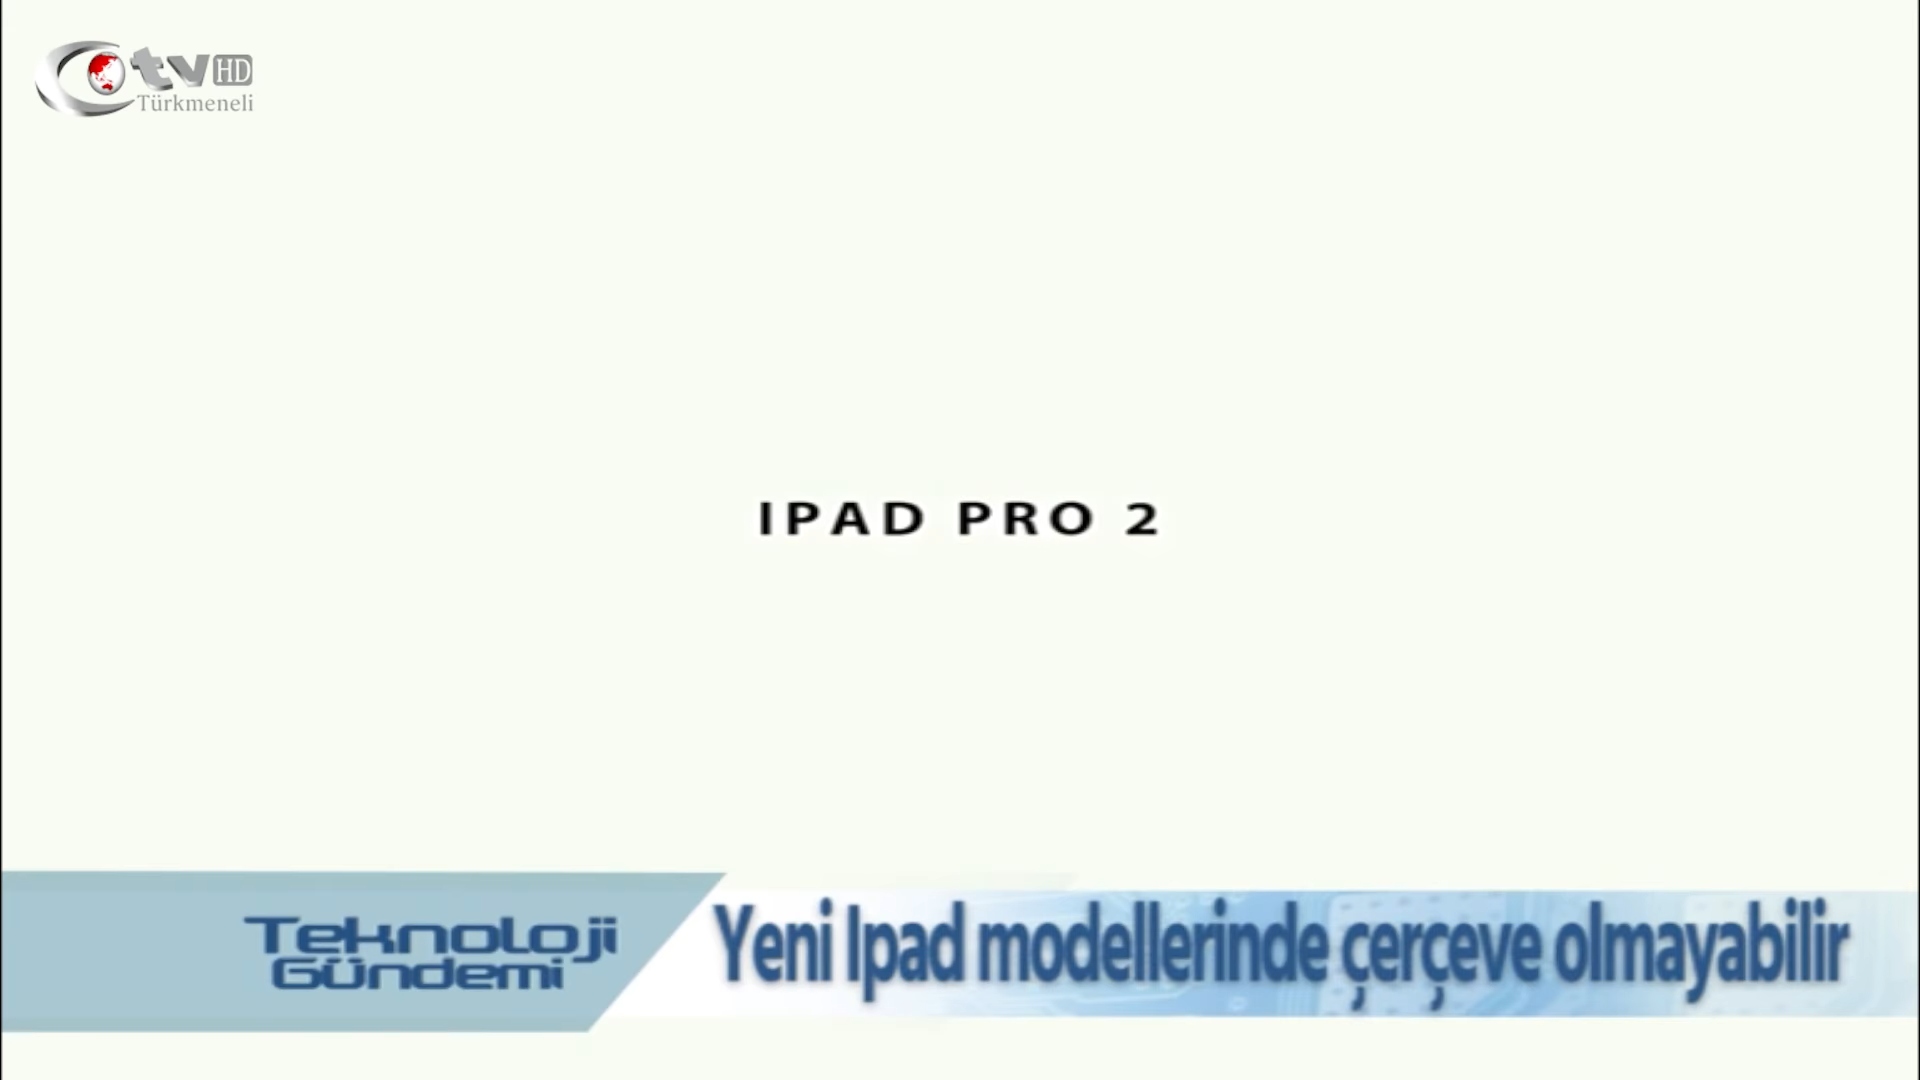 tv HD
Türkmeneli
IPAD PRO 2
Teknoloji
Gündemi
Yeni Ipad modellerinde çerçeve olmayabilir